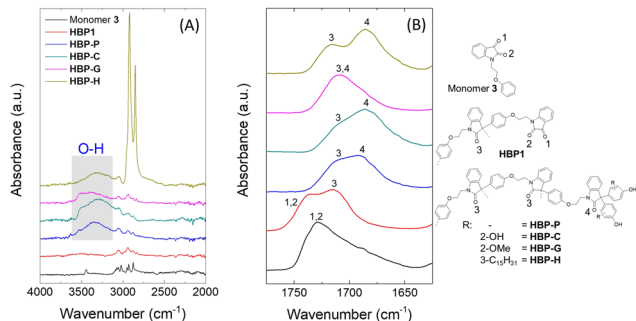 Monomer 3
HBP1
HBP-P
HBP-C
HBP-G
HBP-H
(A)
O-H
Absorbance (a.u.)
4000 3500 3000 2500 2000
Wavenumber (cm-1)
(B)
3 4
3,4
3 4
3 4
1,2 3
1,2
Absorbance (a.u.)
1750 1700 1650
Wavenumber (cm-1)
O 1
O 2
N
O
Monomer 3
O N O O N O O
3 2 1
HBP1
O N O O N O O N O
3 3 4
R OH
R OH
R: - = HBP-P
2-OH = HBP-C
2-OMe = HBP-G
3-C15H31 = HBP-H